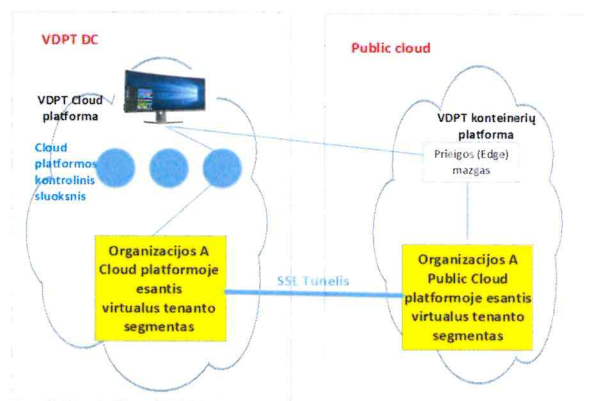 VDPT DC
VDPT Cloud
platforma
Cloud
platformos
kontrolinis
sluoksnis
Organizacijos A
Cloud platformoje
esantis
virtualus tenanto
segmentas
SSL Tunelis
Public cloud
VDPT konteinerių
platforma
Prieigos (Edge)
mazgas
Organizacijos A
Public Cloud
platformoje esantis
virtualus tenanto
segmentas